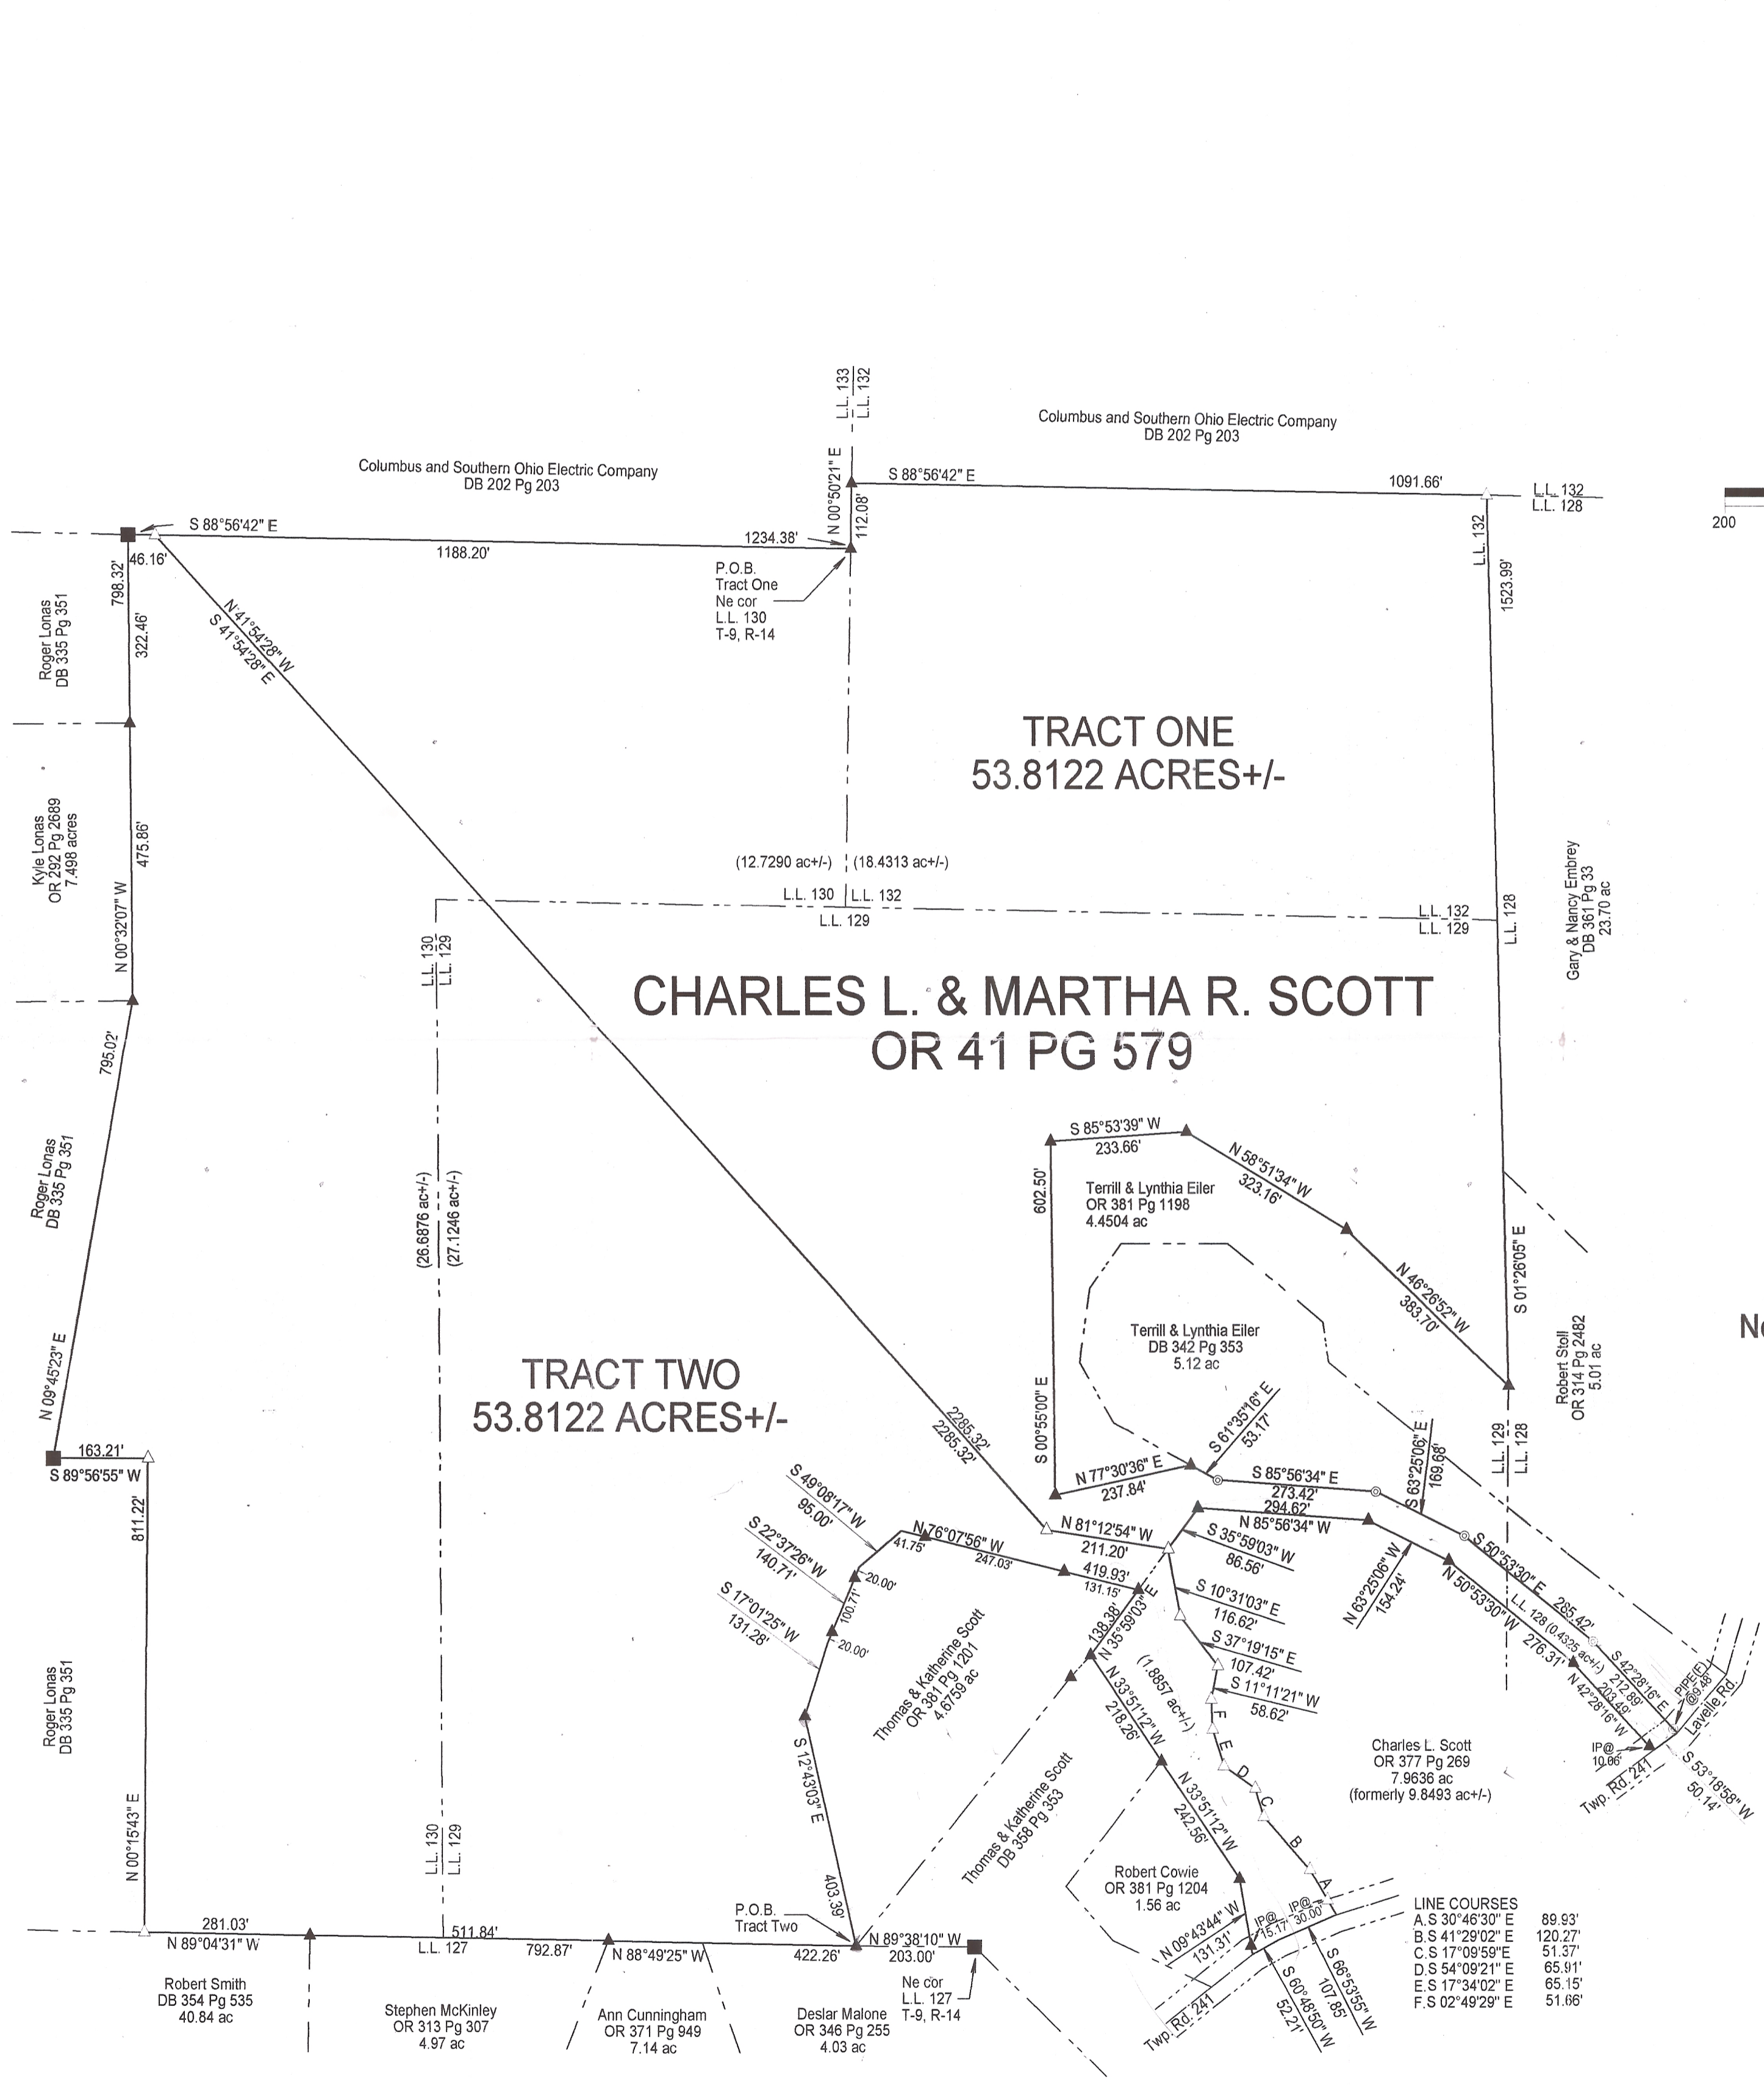 L.L. 133
L.L. 132
Columbus and Southern Ohio Electric Company
DB 202 Pg 203
Columbus and Southern Ohio Electric Company
DB 202 Pg 203
N 00°50'21" E
112.08'
S 88°56'42" E
1091.66'
L.L. 132
L.L. 128
200
S 88°56'42" E
46.16'
1188.20'
1234.38'
P.O.B.
Tract One
Ne cor
L.L. 130
T-9, R-14
L.L. 132
1523.99'
798.32'
322.46'
Roger Lonas
DB 335 Pg 351
N 41°54'28" W
S 41°54'28" E
TRACT ONE
53.8122 ACRES+/-
Kyle Lonas
OR 292 Pg 2689
7.498 acres
475.86'
N 00°32'07" W
(12.7290 ac+/-)
(18.4313 ac+/-)
L.L. 130
L.L. 132
L.L. 129
L.L. 132
L.L. 129
L.L. 128
Gary & Nancy Embrey
DB 361 Pg 33
23.70 ac
L.L. 130
L.L. 129
CHARLES L. & MARTHA R. SCOTT
OR 41 PG 579
795.02'
Roger Lonas
DB 335 Pg 351
N 09°45'23" E
(26.6876 ac+/-)
(27.1246 ac+/-)
S 85°53'39" W
233.66'
602.50'
Terrill & Lynthia Eiler
OR 381 Pg 1198
4.4504 ac
N 58°51'34" W
323.16'
S 01°26'05" E
N 46°26'52" W
383.70'
Terrill & Lynthia Eiler
DB 342 Pg 353
5.12 ac
Robert Stoll
OR 314 Pg 2482
5.01 ac
TRACT TWO
53.8122 ACRES+/-
2285.32'
2285.32'
S 00°55'00" E
S 61°35'16" E
53.17'
N 77°30'36" E
237.84'
S 85°56'34" E
273.42'
294.62'
N 85°56'34" W
S 63°25'06" E
169.68'
L.L. 129
L.L. 128
163.21'
S 89°56'55" W
811.22'
S 49°08'17" W
95.00'
S 22°37'26" W
140.71'
S 17°01'25" W
131.28'
N 76°07'56" W
41.75'
247.03'
419.93'
131.15'
20.00'
100.71'
20.00'
N 81°12'54" W
211.20'
S 35°59'03" W
86.56'
S 10°31'03" E
116.62'
N 63°25'06" W
154.24'
S 50°53'30" E
285.42'
N 50°53'30" W
276.31'
L.L. 128 (0.4325 ac+/-)
138.38'
N 35°59'03" E
S 37°19'15" E
107.42'
S 11°11'21" W
58.62'
S 42°28'16" E
212.89'
203.49'
N 42°28'16" W
PIPE(F)
@9.48'
Lavelle Rd.
IP@
10.06'
Twp. Rd. 241
S 53°18'58" W
50.14'
Thomas & Katherine Scott
OR 381 Pg 1201
4.6759 ac
(1.8857 ac+/-)
N 33°51'12" W
218.26'
F
E
D
C
B
A
Charles L. Scott
OR 377 Pg 269
7.9636 ac
(formerly 9.8493 ac+/-)
Roger Lonas
DB 335 Pg 351
N 00°15'43" E
S 12°43'03" E
403.39'
Thomas & Katherine Scott
DB 358 Pg 353
N 33°51'12" W
242.56'
Robert Cowie
OR 381 Pg 1204
1.56 ac
L.L. 130
L.L. 129
P.O.B.
Tract Two
281.03'
N 89°04'31" W
511.84'
L.L. 127
792.87'
N 88°49'25" W
422.26'
N 89°38'10" W
203.00'
Ne cor
L.L. 127
T-9, R-14
N 09°43'44" W
131.31'
IP@
15.17'
IP@
30.00'
S 66°53'55" W
107.85'
S 60°48'50" W
52.21'
Twp. Rd. 241
Robert Smith
DB 354 Pg 535
40.84 ac
Stephen McKinley
OR 313 Pg 307
4.97 ac
Ann Cunningham
OR 371 Pg 949
7.14 ac
Deslar Malone
OR 346 Pg 255
4.03 ac
LINE COURSES
A.S 30°46'30" E 89.93'
B.S 41°29'02" E 120.27'
C.S 17°09'59"E 51.37'
D.S 54°09'21" E 65.91'
E.S 17°34'02" E 65.15'
F.S 02°49'29" E 51.66'